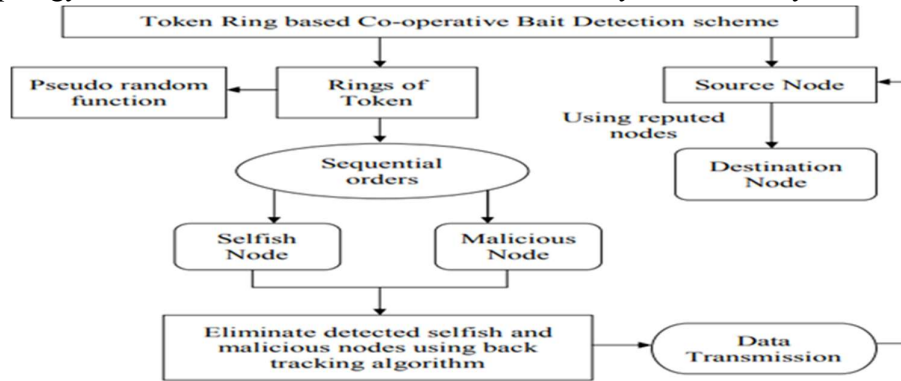 Token Ring based Co-operative Bait Detection scheme
Pseudo random
function
Rings of
Token
Source Node
Using reputed
nodes
Sequential
orders
Destination
Node
Selfish
Node
Malicious
Node
Eliminate detected selfish and
malicious nodes using back
tracking algorithm
Data
Transmission